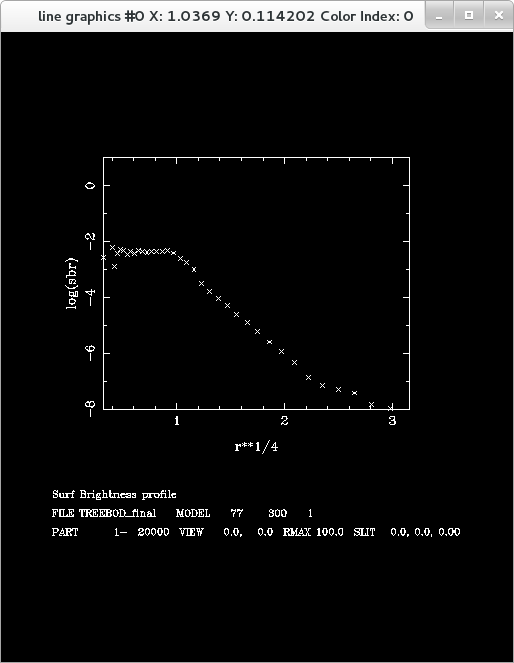 line graphics #0 X: 1.0369 Y: 0.114202 Color Index: 0
0
-2
-4
-6
-8
log(sbr)
1 2 3
r**1/4
Surf Brightness profile
FILE TREEBOD_final MODEL 77 300 1
PART 1- 20000 VIEW 0.0, 0.0 RMAX 100.0 SLIT 0.0, 0.0, 0.00